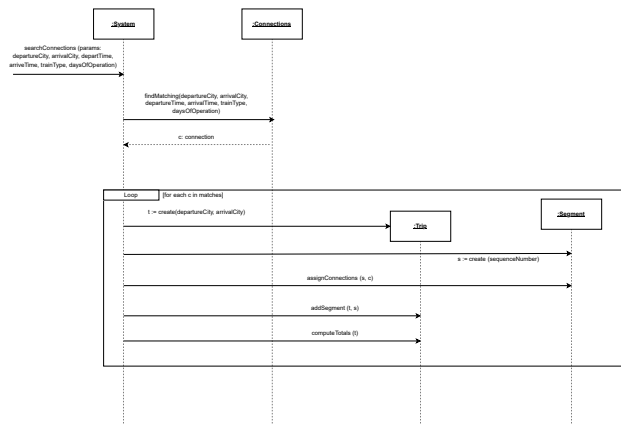 :System
:Connections
searchConnections (params:
departureCity, arrivalCity, departTime,
arriveTime, trainType, daysOfOperation)
findMatching(departureCity, arrivalCity,
departureTime, arrivalTime, trainType,
daysOfOperation)
c: connection
Loop
[for each c in matches]
t := create(departureCity, arrivalCity)
:Trip
:Segment
s := create (sequenceNumber)
assignConnections (s, c)
addSegment (t, s)
computeTotals (t)